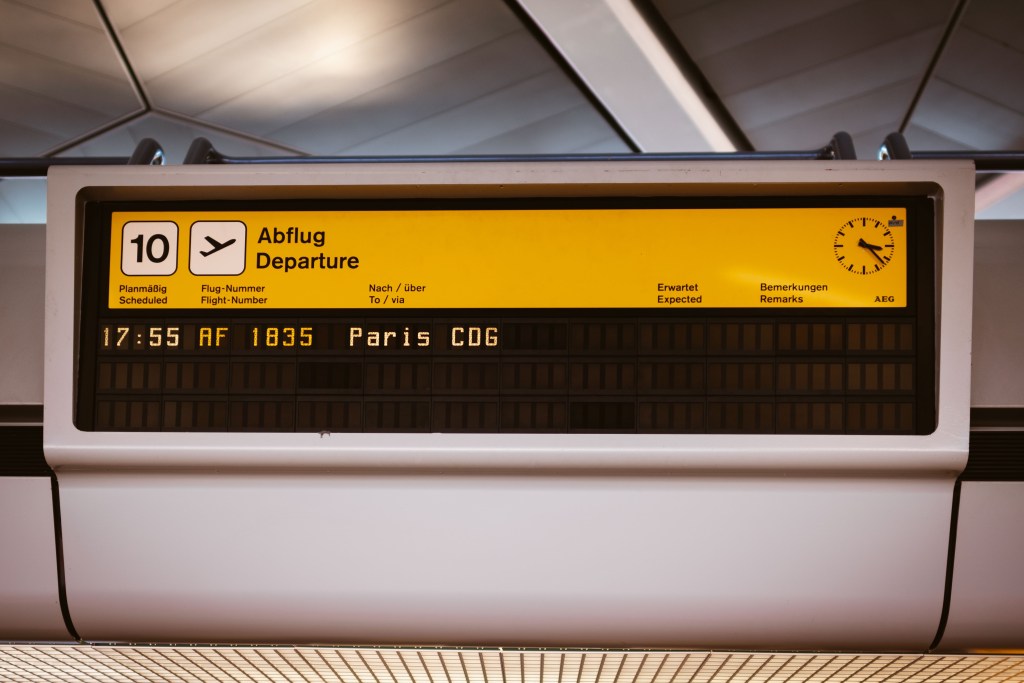 10
Abflug
Departure
Planmäßig Flug-Nummer Nach / über Erwartet Bemerkungen
Scheduled Flight-Number To / via Expected Remarks
AEG
17:55 AF 1835 Paris CDG